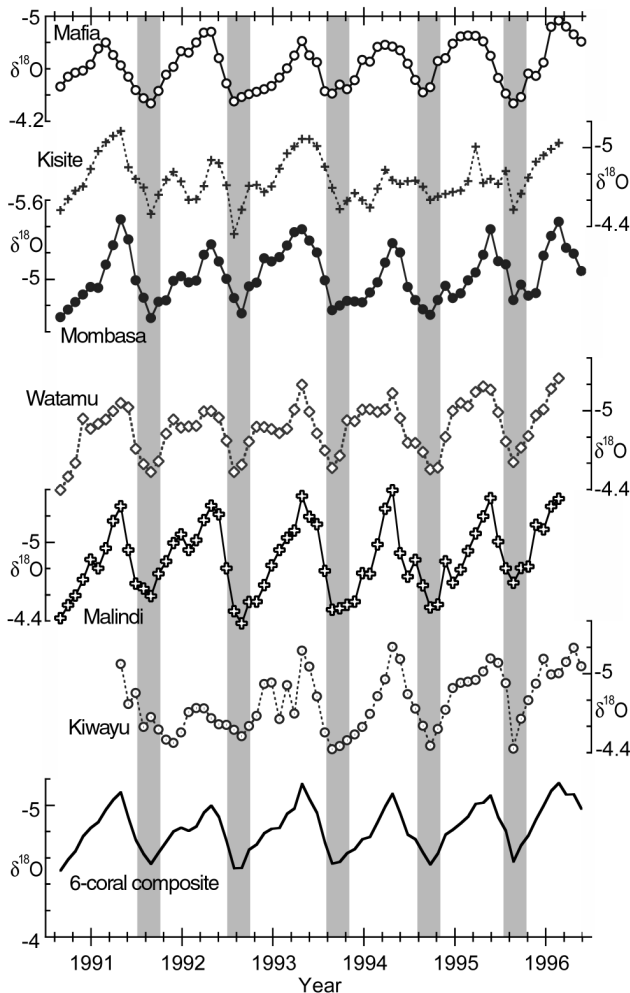 -5
Mafia
δ18O
-4.2
Kisite
-5
δ18O
-4.4
-5.6
δ18O
-5
Mombasa
Watamu
-5
δ18O
-4.4
-5
δ18O
-4.4
Malindi
-5
δ18O
-4.4
Kiwayu
-5
δ18O
6-coral composite
-4
1991 1992 1993 1994 1995 1996
Year